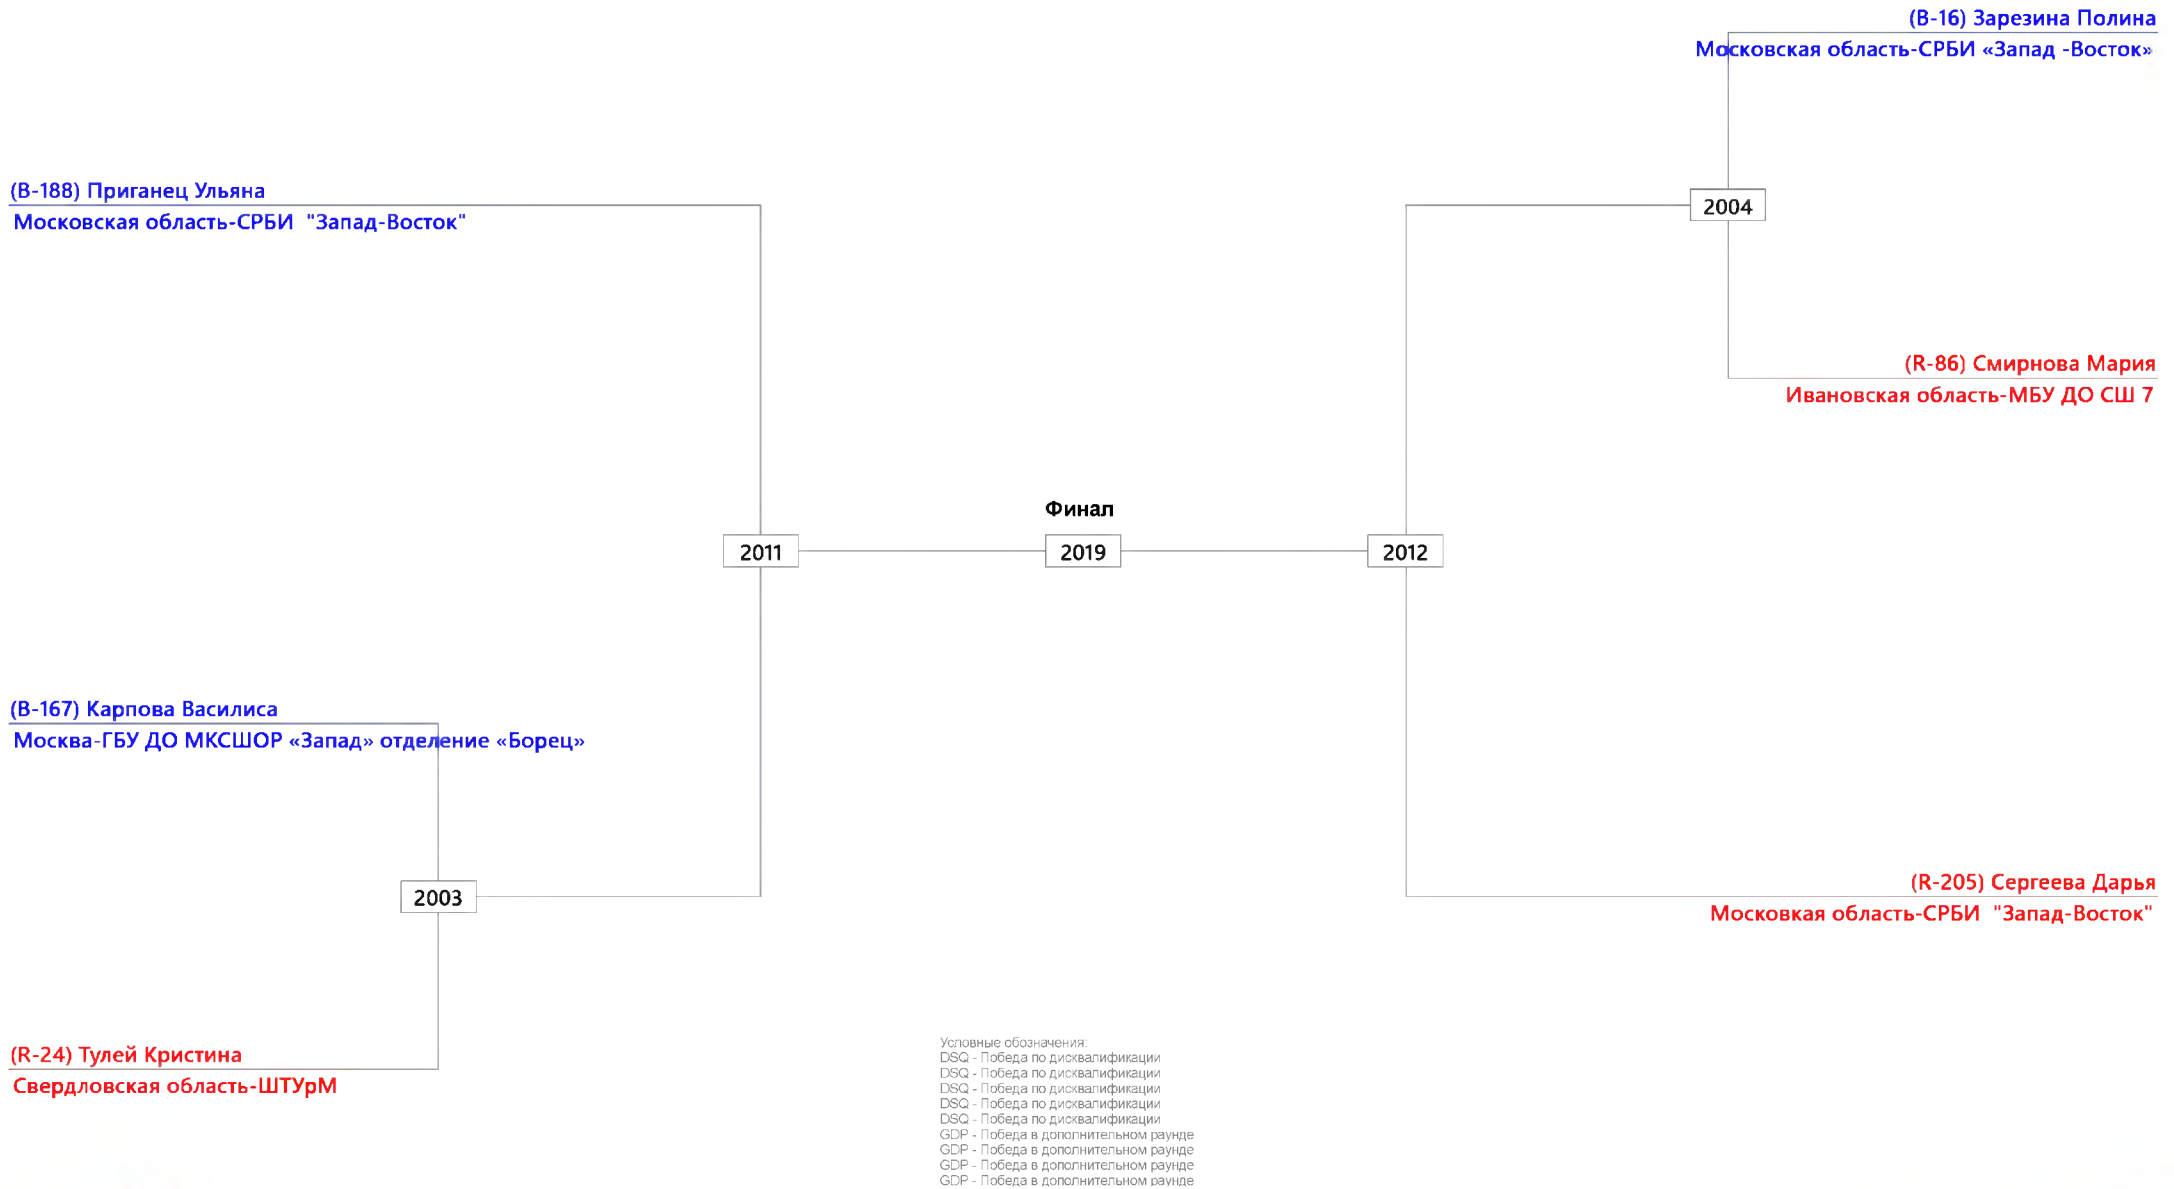 (B-16) Зарезина Полина
Московская область-СРБИ «Запад -Восток»
(B-188) Приганец Ульяна
Московская область-СРБИ "Запад-Восток"
2004
(R-86) Смирнова Мария
Ивановская область-МБУ ДО СШ 7
Финал
2011
2019
2012
(B-167) Карпова Василиса
Москва-ГБУ ДО МКСШОР «Запад» отделение «Борец»
2003
(R-205) Сергеева Дарья
Московкая область-СРБИ "Запад-Восток"
(R-24) Тулей Кристина
Свердловская область-ШТУрМ
Условные обозначения:
DSQ - Победа по дисквалификации
DSQ - Победа по дисквалификации
DSQ - Победа по дисквалификации
DSQ - Победа по дисквалификации
DSQ - Победа по дисквалификации
GDP - Победа в дополнительном раунде
GDP - Победа в дополнительном раунде
GDP - Победа в дополнительном раунде
GDP - Победа в дополнительном раунде